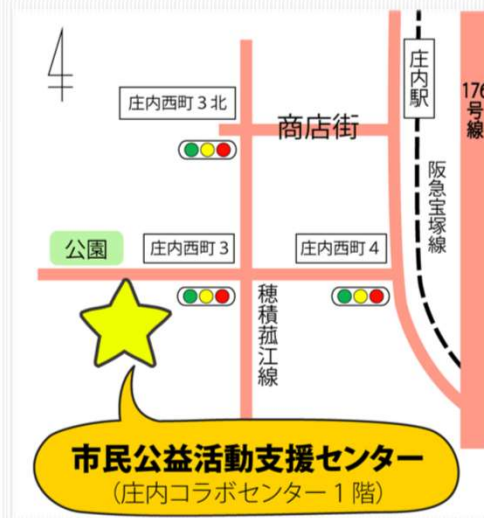 庄内駅
176号線
庄内西町3北
商店街
阪急宝塚線
公園
庄内西町3
庄内西町4
穂積菰江線
市民公益活動支援センター
(庄内コラボセンター1階)